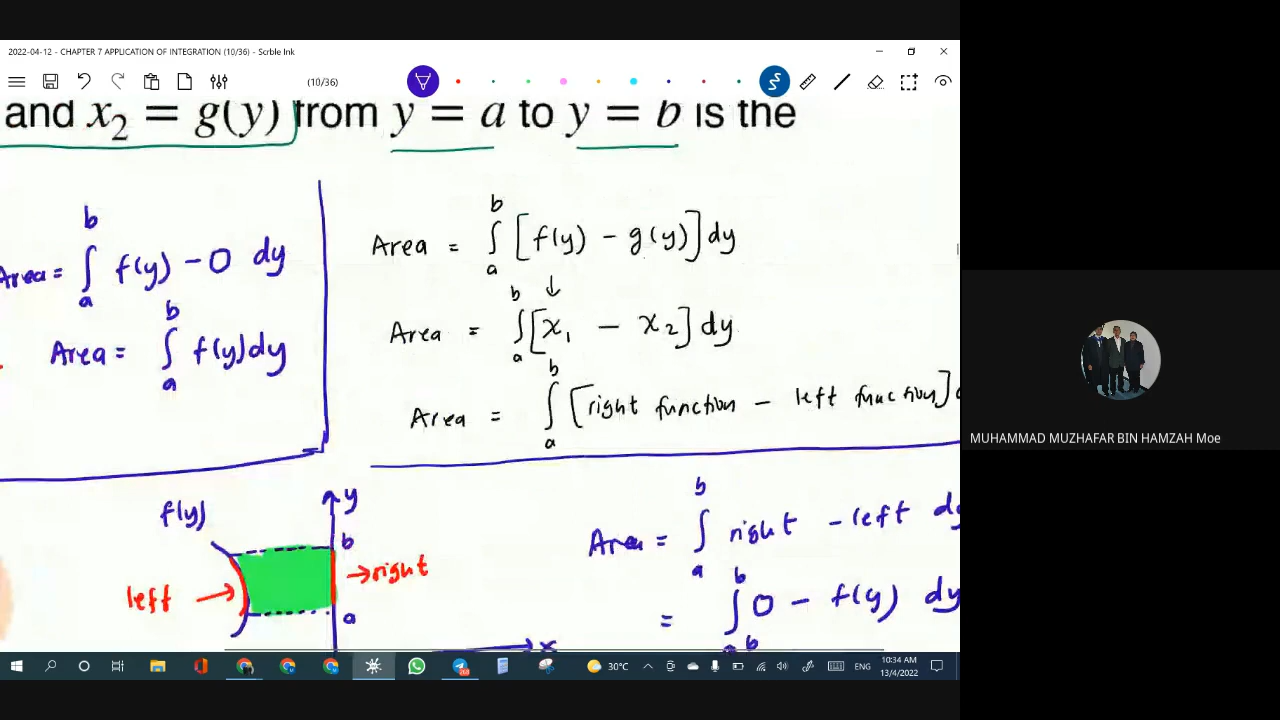 2022-04-12 - CHAPTER 7 APPLICATION OF INTEGRATION (10/36) - Scrble Ink
(10/36)
and x₂ = g(y) from y = a to y = b is the
Area = ∫ₐᵇ f(y) - 0 dy
Area = ∫ₐᵇ f(y) dy
Area = ∫ₐᵇ [f(y) - g(y)] dy
↓
Area = ∫ₐᵇ [x₁ - x₂] dy
Area = ∫ₐᵇ [right function - left function]
f(y)
y
b
left →
→ right
a
x
Area = ∫ₐᵇ right - left dy
= ∫ₐᵇ 0 - f(y) dy
b
MUHAMMAD MUZHAFAR BIN HAMZAH Moe
30°C
ENG
10:34 AM
13/4/2022